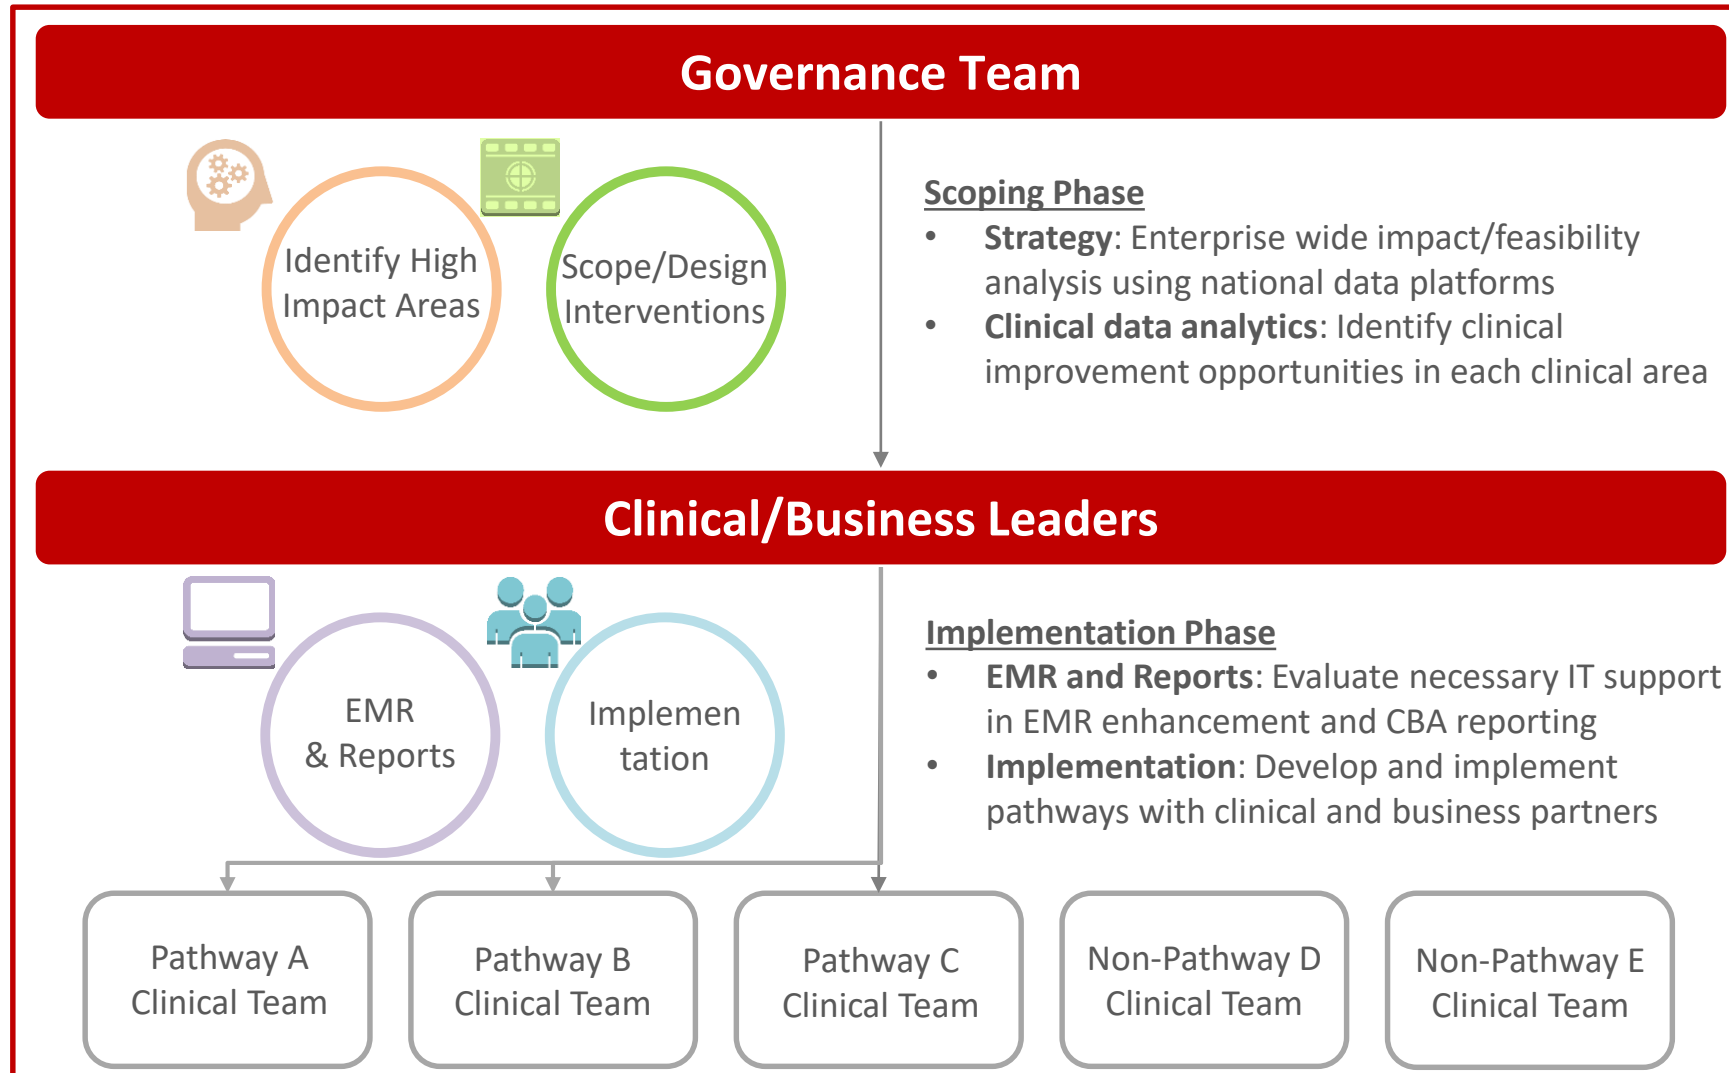 Governance Team
Identify High
Impact Areas
Scope/Design
Interventions
Scoping Phase
• Strategy: Enterprise wide impact/feasibility
analysis using national data platforms
• Clinical data analytics: Identify clinical
improvement opportunities in each clinical area
Clinical/Business Leaders
EMR
& Reports
Implemen
tation
Implementation Phase
• EMR and Reports: Evaluate necessary IT support
in EMR enhancement and CBA reporting
• Implementation: Develop and implement
pathways with clinical and business partners
Pathway A
Clinical Team
Pathway B
Clinical Team
Pathway C
Clinical Team
Non-Pathway D
Clinical Team
Non-Pathway E
Clinical Team